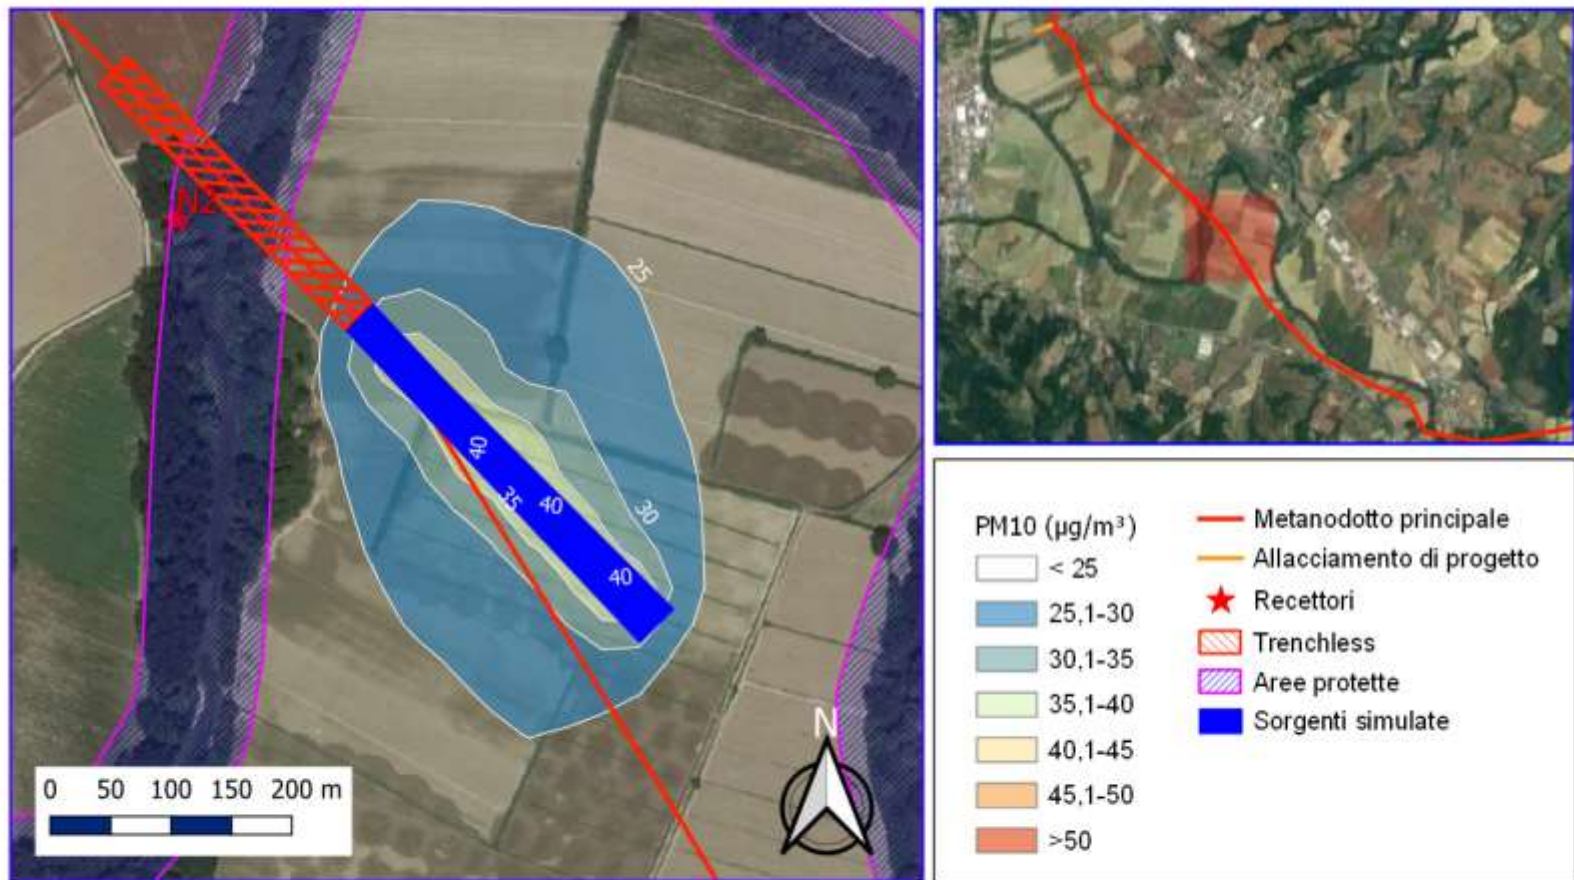 25
40
35
40
30
40
N
0 50 100 150 200 m
PM10 (µg/m³)
< 25
25,1-30
30,1-35
35,1-40
40,1-45
45,1-50
>50
Metanodotto principale
Allacciamento di progetto
Recettori
Trenchless
Aree protette
Sorgenti simulate